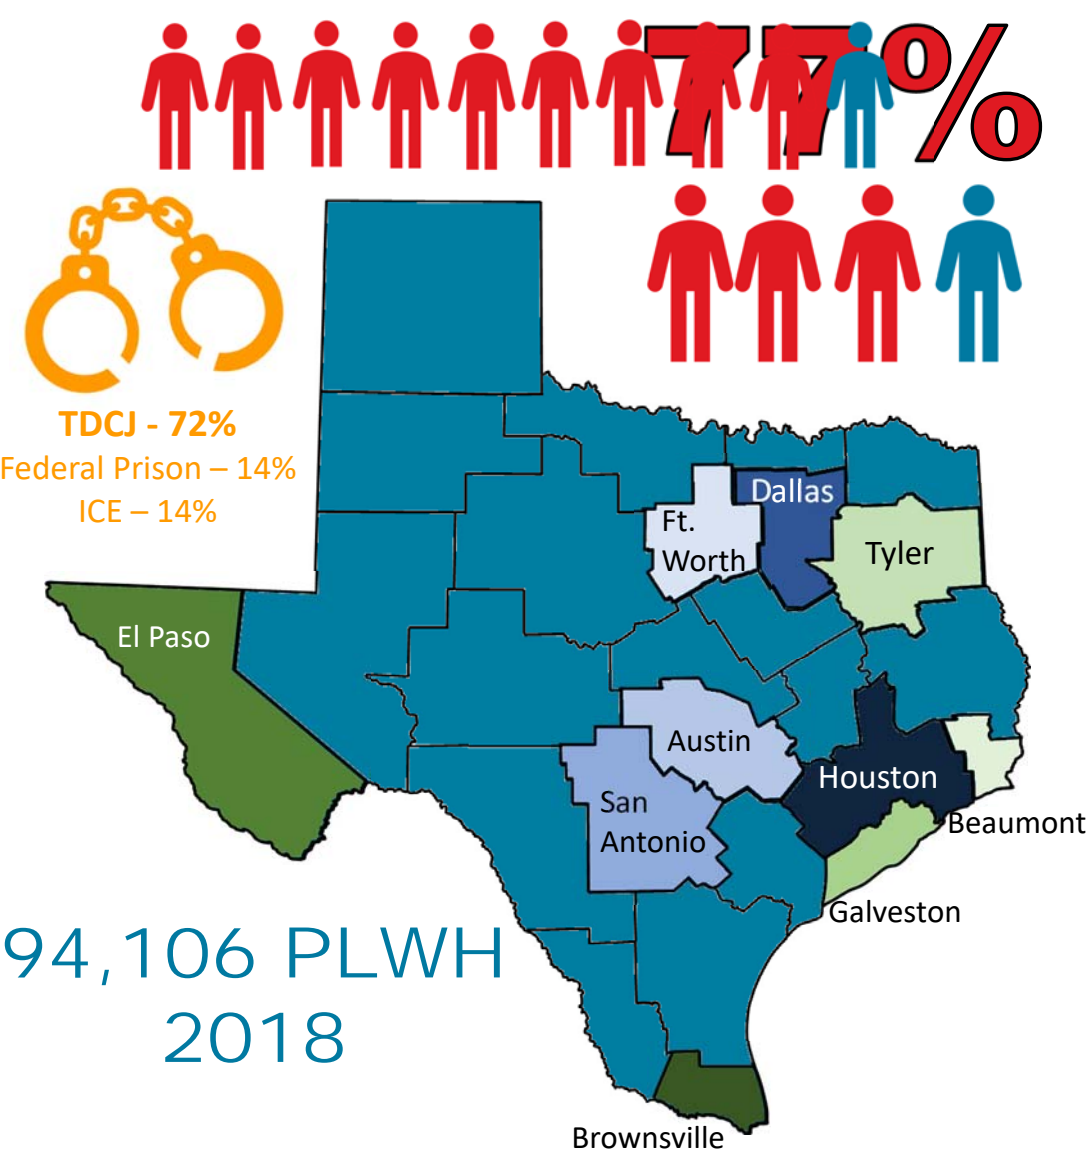 77%
TDCJ - 72%
Federal Prison – 14%
ICE – 14%
Dallas
Ft.
Worth
Tyler
El Paso
Austin
Houston
San
Antonio
Beaumont
Galveston
94,106 PLWH
2018
Brownsville